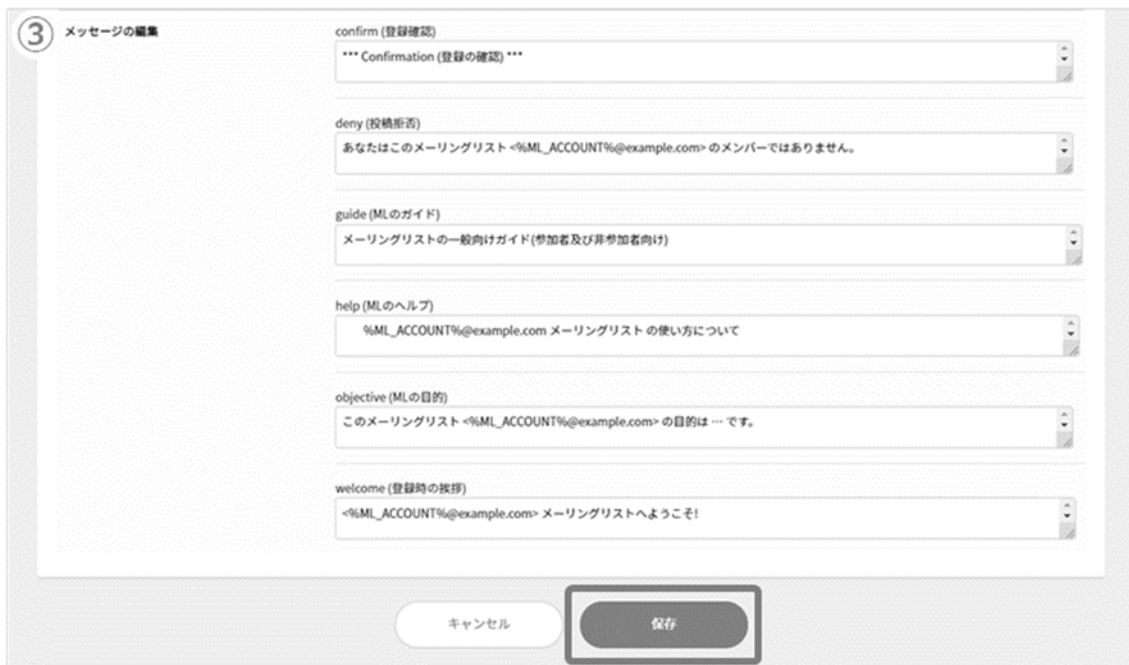 ③ メッセージの編集
confirm (登録確認)
*** Confirmation (登録の確認) ***
deny (投稿拒否)
あなたはこのメーリングリスト <%ML_ACCOUNT%@example.com> のメンバーではありません。
guide (MLのガイド)
メーリングリストの一般向けガイド(参加者及び非参加者向け)
help (MLのヘルプ)
%ML_ACCOUNT%@example.com メーリングリスト の使い方について
objective (MLの目的)
このメーリングリスト <%ML_ACCOUNT%@example.com> の目的は … です。
welcome (登録時の挨拶)
<%ML_ACCOUNT%@example.com> メーリングリストへようこそ!
キャンセル
保存